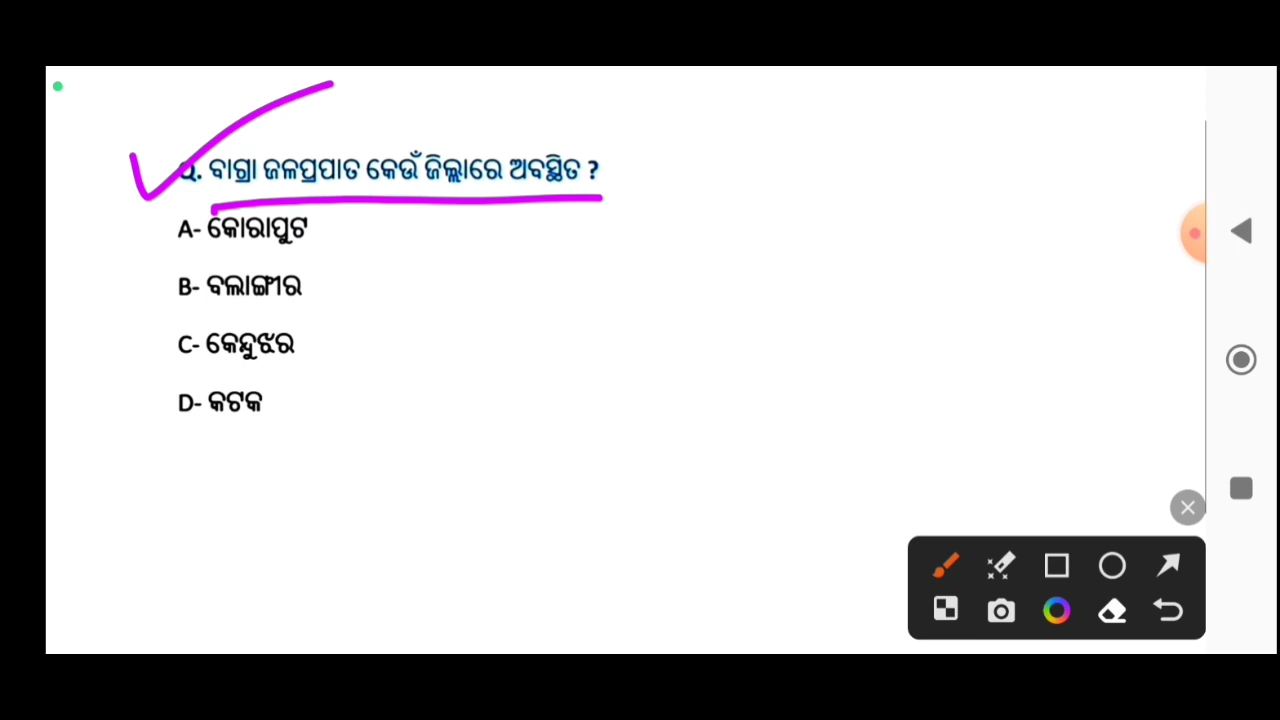 Q. ବାଗ୍ରା ଜଳପ୍ରପାତ କେଉଁ ଜିଲ୍ଲାରେ ଅବସ୍ଥିତ ?
A- କୋରାପୁଟ
B- ବଲାଙ୍ଗୀର
C- କେନ୍ଦୁଝର
D- କଟକ